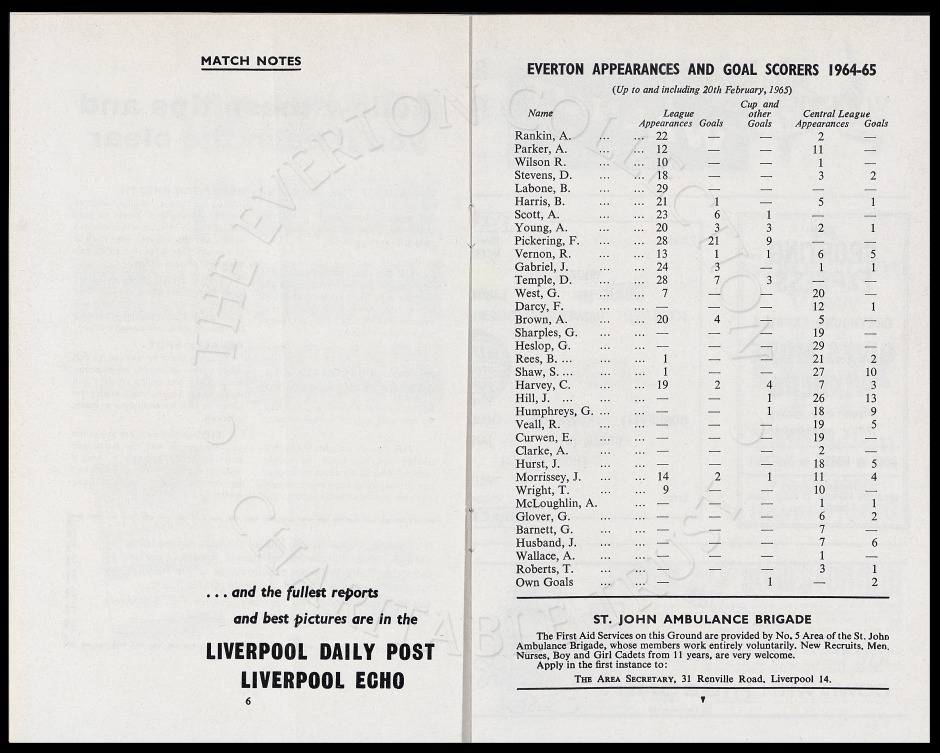 MATCH NOTES
. . . and the fullest reports
and best pictures are in the
LIVERPOOL DAILY POST
LIVERPOOL ECHO
6
EVERTON APPEARANCES AND GOAL SCORERS 1964-65
(Up to and including 20th February, 1965)
Name League Appearances Goals Cup and other Goals Central League Appearances Goals
Rankin, A. ... ... 22 — — 2 —
Parker, A. ... ... 12 — — 11 —
Wilson R. ... ... 10 — — 1 —
Stevens, D. ... ... 18 — — 3 2
Labone, B. ... ... 29 — — — —
Harris, B. ... ... 21 1 — 5 1
Scott, A. ... ... 23 6 1 — —
Young, A. ... ... 20 3 3 2 1
Pickering, F. ... ... 28 21 9 — —
Vernon, R. ... ... 13 1 1 6 5
Gabriel, J. ... ... 24 3 — 1 1
Temple, D. ... ... 28 7 3 — —
West, G. ... ... 7 — — 20 —
Darcy, F. ... ... — — — 12 1
Brown, A. ... ... 20 4 — 5 —
Sharples, G. ... ... — — — 19 —
Heslop, G. ... ... — — — 29 —
Rees, B. ... ... ... 1 — — 21 2
Shaw, S. ... ... ... 1 — — 27 10
Harvey, C. ... ... 19 2 4 7 3
Hill, J. ... ... ... — — 1 26 13
Humphreys, G. ... ... — — 1 18 9
Veall, R. ... ... — — — 19 5
Curwen, E. ... ... — — — 19 —
Clarke, A. ... ... — — — 2 —
Hurst, J. ... ... — — — 18 5
Morrissey, J. ... ... 14 2 1 11 4
Wright, T. ... ... 9 — — 10 —
McLoughlin, A. ... — — — 1 1
Glover, G. ... ... — — — 6 2
Barnett, G. ... ... — — — 7 —
Husband, J. ... ... — — — 7 6
Wallace, A. ... ... — — — 1 —
Roberts, T. ... ... — — — 3 1
Own Goals ... ... — 1 — 2
ST. JOHN AMBULANCE BRIGADE
The First Aid Services on this Ground are provided by No. 5 Area of the St. John
Ambulance Brigade, whose members work entirely voluntarily. New Recruits, Men,
Nurses, Boy and Girl Cadets from 11 years, are very welcome.
Apply in the first instance to:
THE AREA SECRETARY, 31 Renville Road, Liverpool 14.
7
THE EVERTON COLLECTION
CHARITABLE TRUST